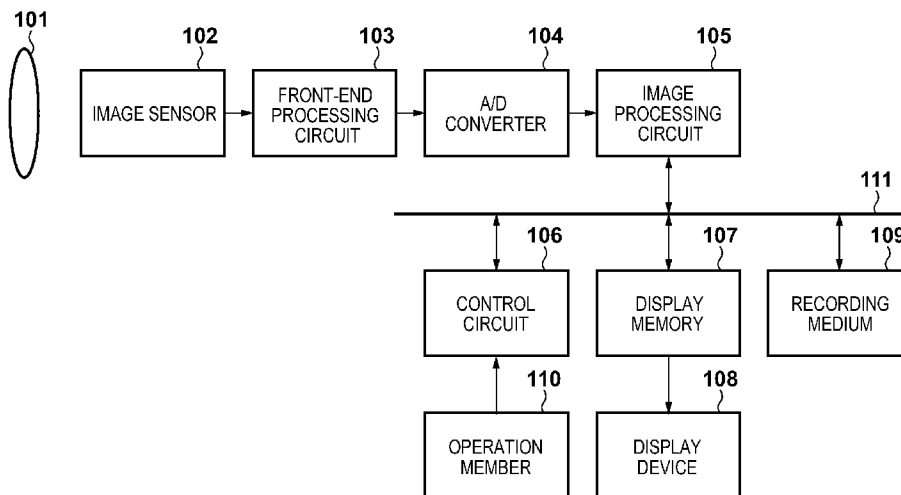 101
102
103
104
105
IMAGE SENSOR
FRONT-END
PROCESSING
CIRCUIT
A/D
CONVERTER
IMAGE
PROCESSING
CIRCUIT
111
106
107
109
CONTROL
CIRCUIT
DISPLAY
MEMORY
RECORDING
MEDIUM
110
108
OPERATION
MEMBER
DISPLAY
DEVICE